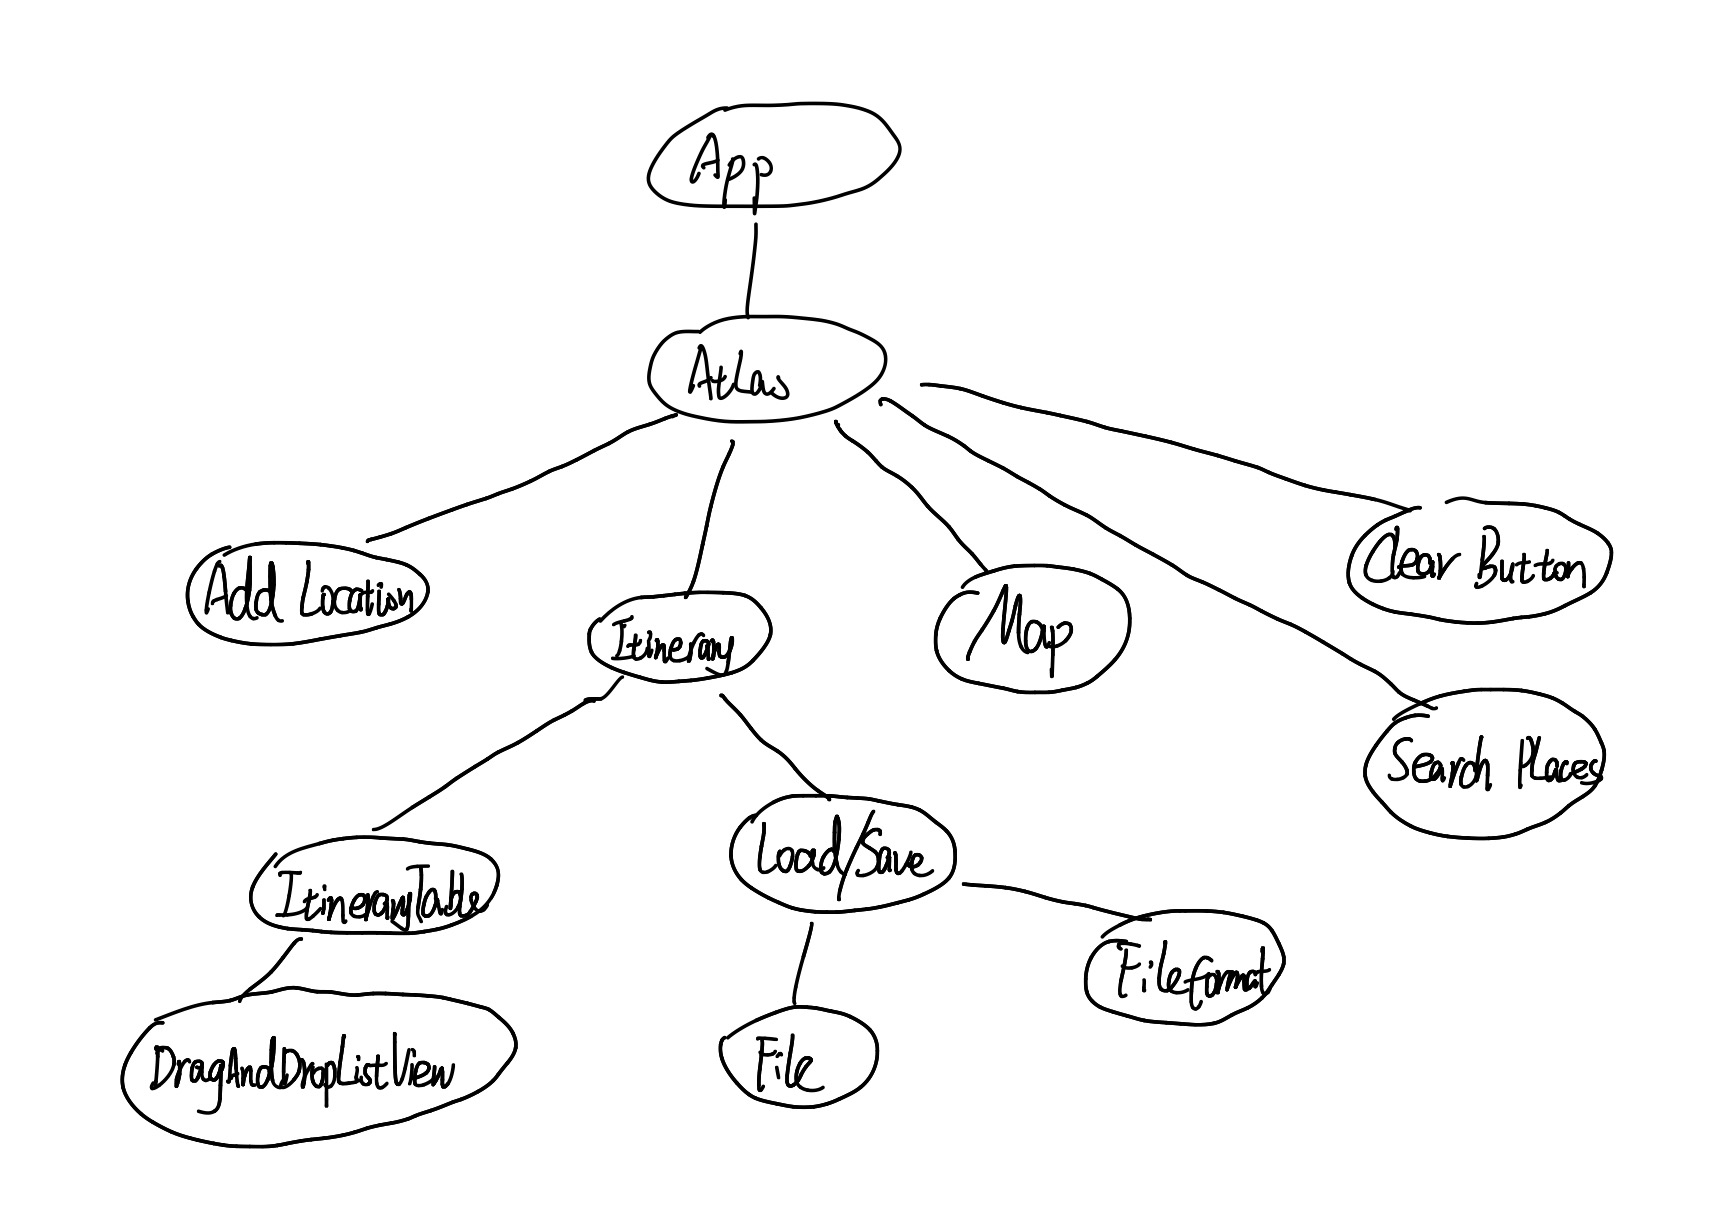 App
Atlas
Add Location
Itinerary
Map
Clear Button
Search Places
ItineraryTable
Load/Save
DragAndDropListView
File
Fileformat